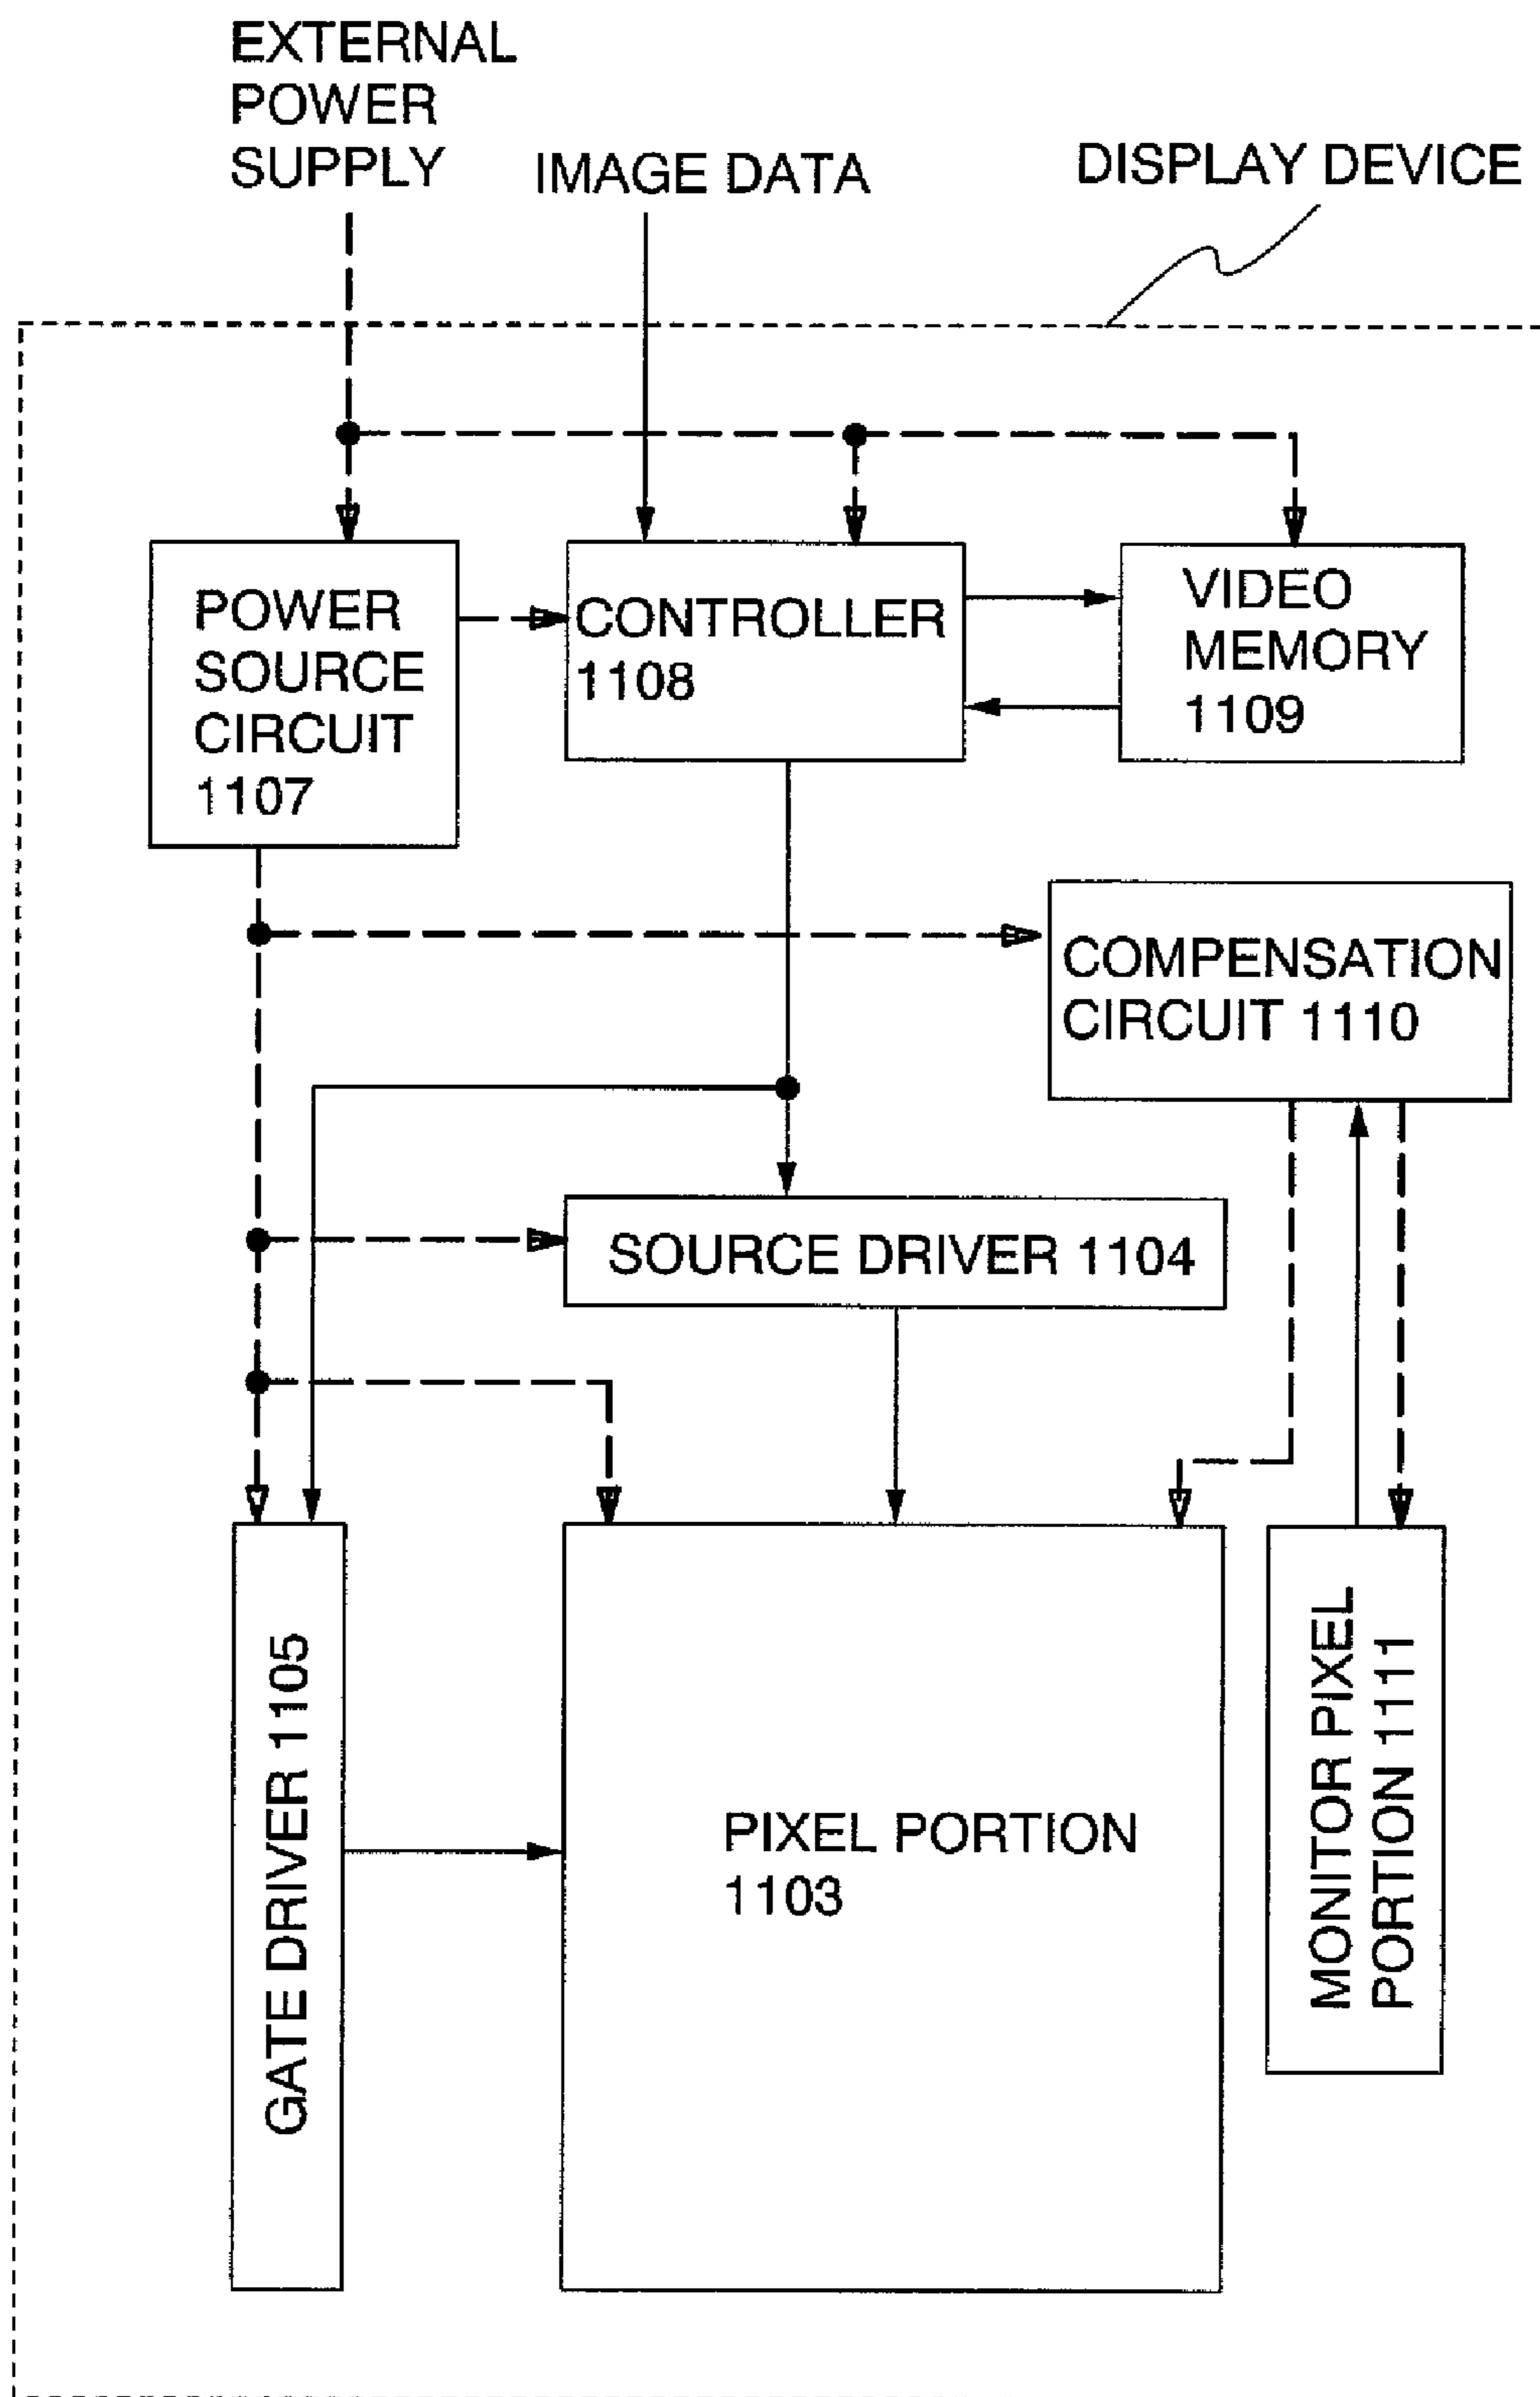 EXTERNAL
POWER
SUPPLY
IMAGE DATA
DISPLAY DEVICE
POWER
SOURCE
CIRCUIT
1107
CONTROLLER
1108
VIDEO
MEMORY
1109
COMPENSATION
CIRCUIT 1110
SOURCE DRIVER 1104
GATE DRIVER 1105
PIXEL PORTION
1103
MONITOR PIXEL
PORTION 1111